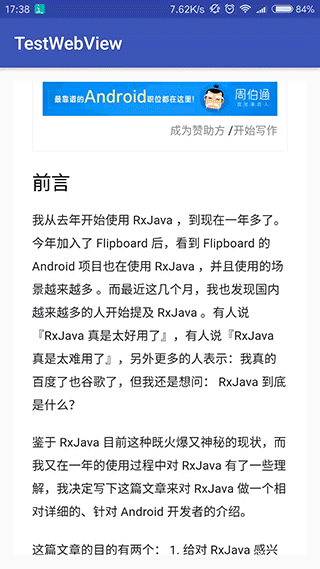 17:38
7.62K/s 84%
TestWebView
最靠谱的Android职位都在这里!
周伯通
成为赞助方 / 开始写作
前言
我从去年开始使用 RxJava ,到现在一年多了。
今年加入了 Flipboard 后,看到 Flipboard 的
Android 项目也在使用 RxJava ,并且使用的场
景越来越多 。而最近这几个月,我也发现国内
越来越多的人开始提及 RxJava 。有人说
『RxJava 真是太好用了』,有人说『RxJava
真是太难用了』,另外更多的人表示:我真的
百度了也谷歌了,但我还是想问: RxJava 到底
是什么?
鉴于 RxJava 目前这种既火爆又神秘的现状,而
我又在一年的使用过程中对 RxJava 有了一些理
解,我决定写下这篇文章来对 RxJava 做一个相
对详细的、针对 Android 开发者的介绍。
这篇文章的目的有两个: 1. 给对 RxJava 感兴